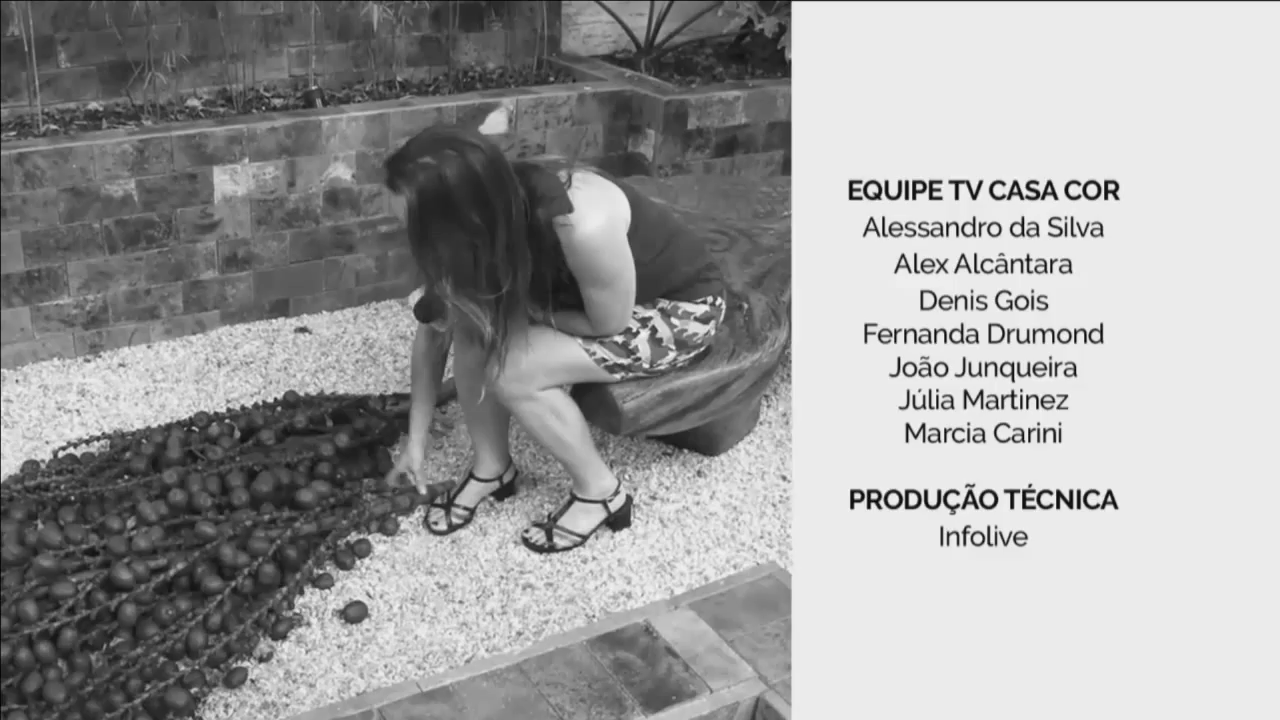 EQUIPE TV CASA COR
Alessandro da Silva
Alex Alcântara
Denis Gois
Fernanda Drumond
João Junqueira
Júlia Martinez
Marcia Carini
PRODUÇÃO TÉCNICA
Infolive